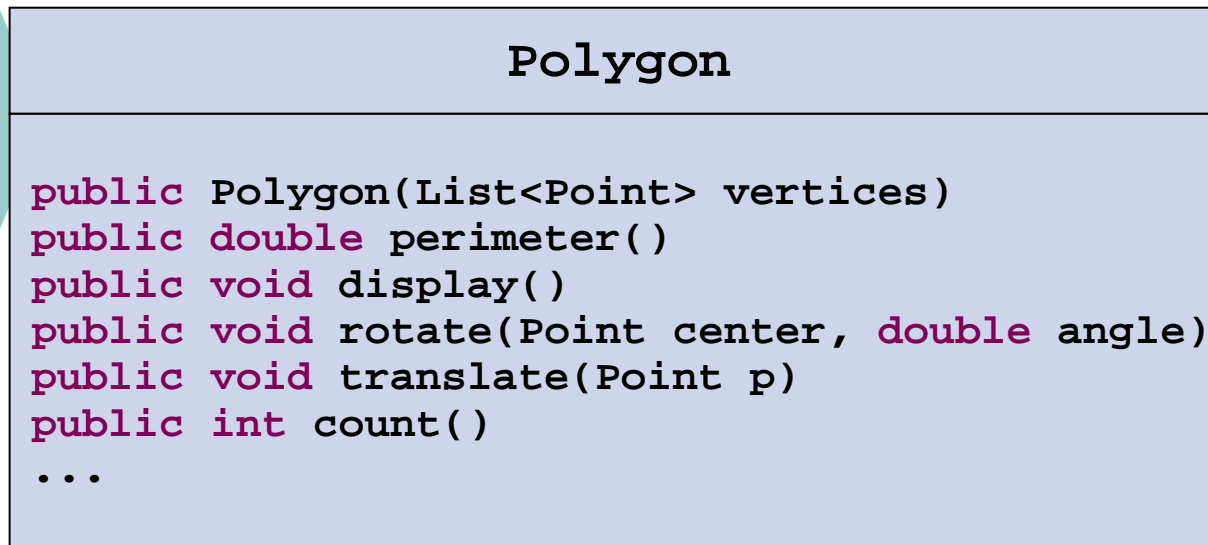 Polygon
public Polygon(List<Point> vertices)
public double perimeter()
public void display()
public void rotate(Point center, double angle)
public void translate(Point p)
public int count()
...